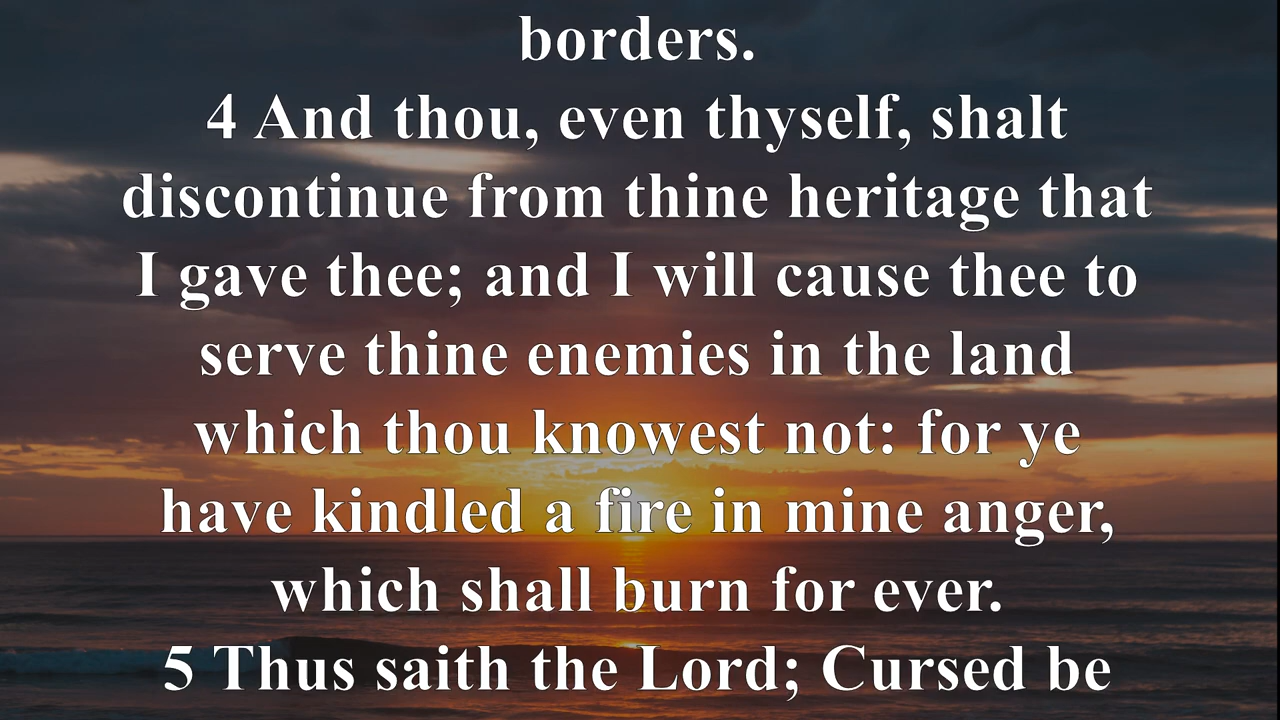 borders.
4 And thou, even thyself, shalt
discontinue from thine heritage that
I gave thee; and I will cause thee to
serve thine enemies in the land
which thou knowest not: for ye
have kindled a fire in mine anger,
which shall burn for ever.
5 Thus saith the Lord; Cursed be